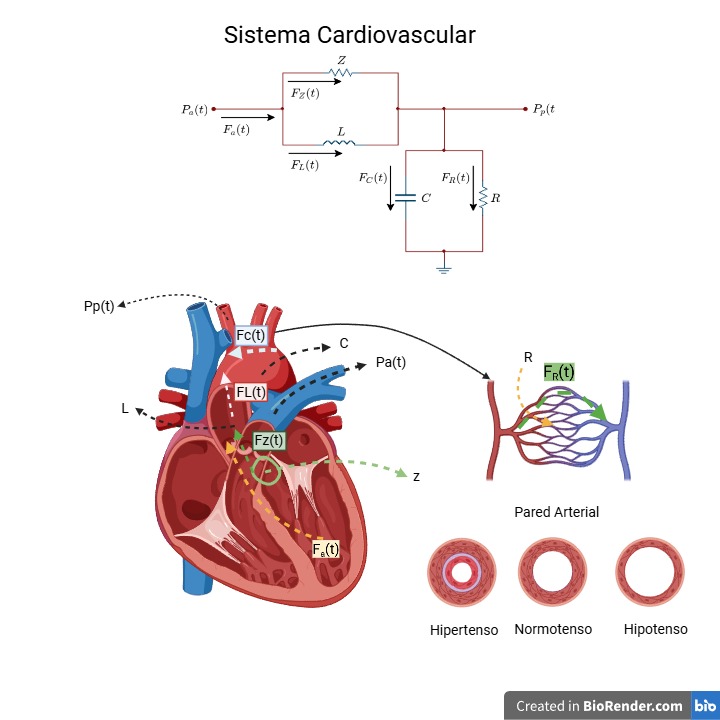 Sistema Cardiovascular
Z
F_Z(t)
P_a(t)
P_p(t
F_a(t)
L
F_L(t)
F_C(t)
F_R(t)
C
R
Pp(t)
Fc(t)
C
Pa(t)
R
F_R(t)
FL(t)
L
Fz(t)
z
F_a(t)
Pared Arterial
Hipertenso
Normotenso
Hipotenso
Created in BioRender.com bio